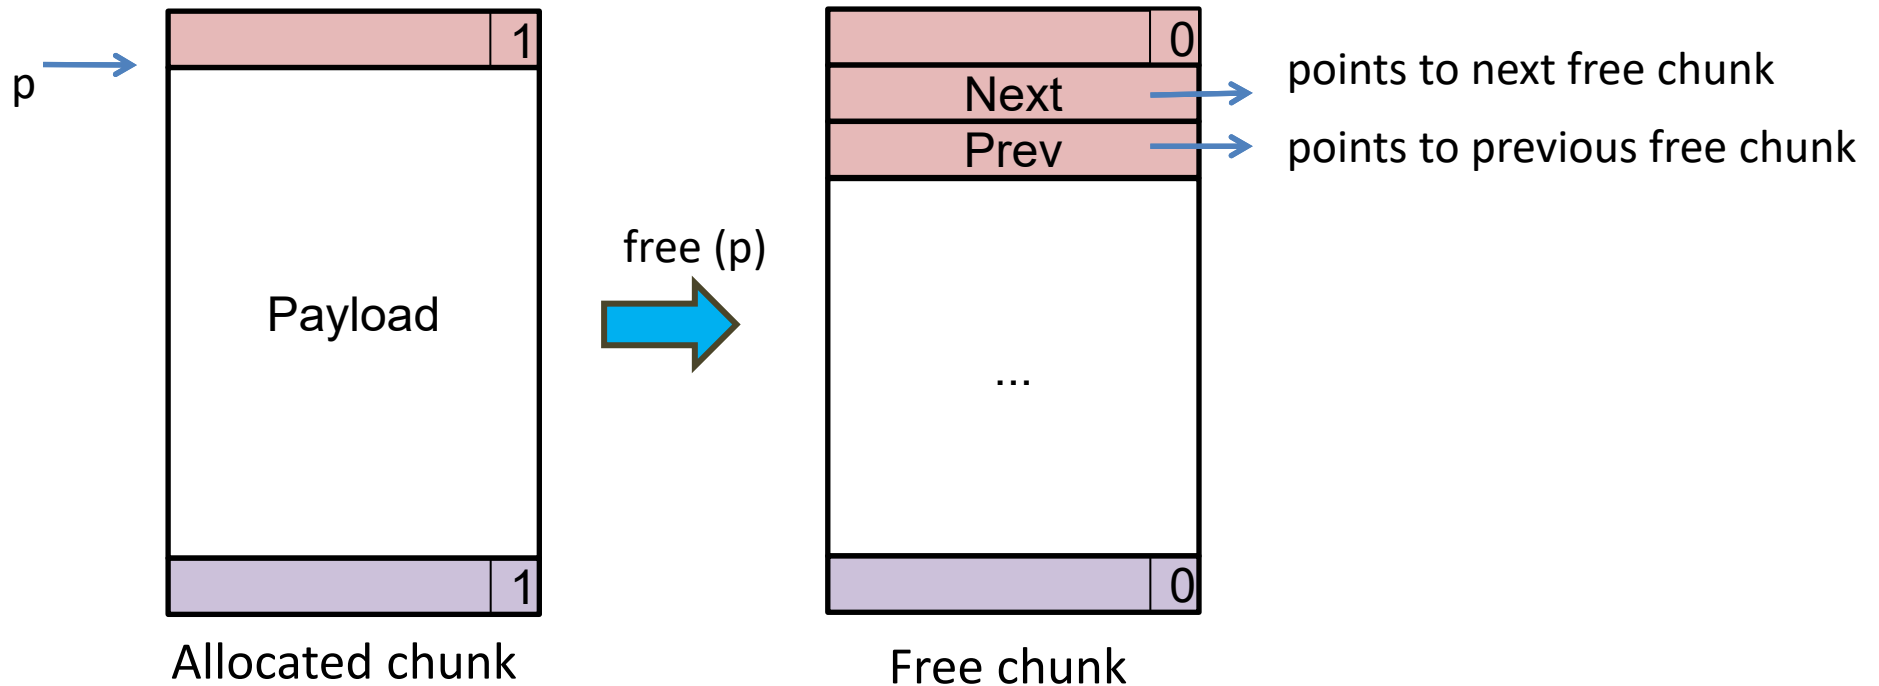 p
1
Payload
1
Allocated chunk
free (p)
0
Next
points to next free chunk
Prev
points to previous free chunk
...
0
Free chunk